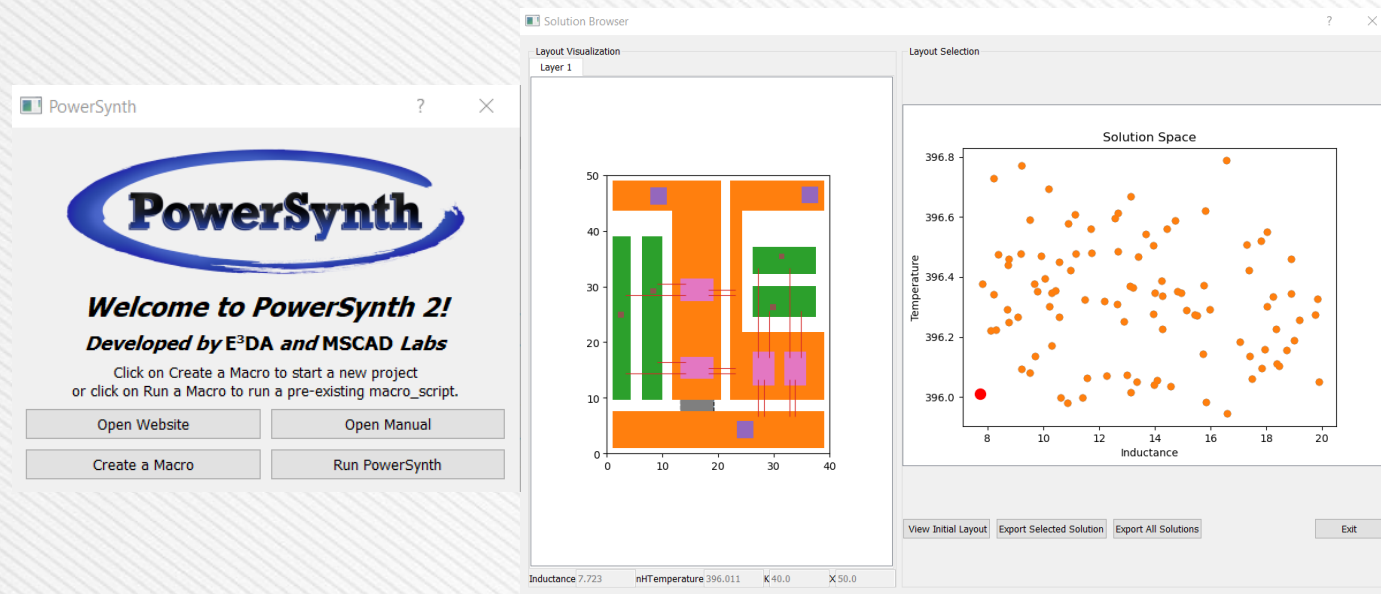 PowerSynth
?
PowerSynth
Welcome to PowerSynth 2!
Developed by E³DA and MSCAD Labs
Click on Create a Macro to start a new project
or click on Run a Macro to run a pre-existing macro_script.
Open Website
Open Manual
Create a Macro
Run PowerSynth
Solution Browser
?
Layout Visualization
Layer 1
50
40
30
20
10
0
0 10 20 30 40
Inductance 7.723 nH Temperature 396.011 K 40.0 X 50.0
Layout Selection
Solution Space
396.8
396.6
396.4
396.2
396.0
Temperature
8 10 12 14 16 18 20
Inductance
View Initial Layout
Export Selected Solution
Export All Solutions
Exit